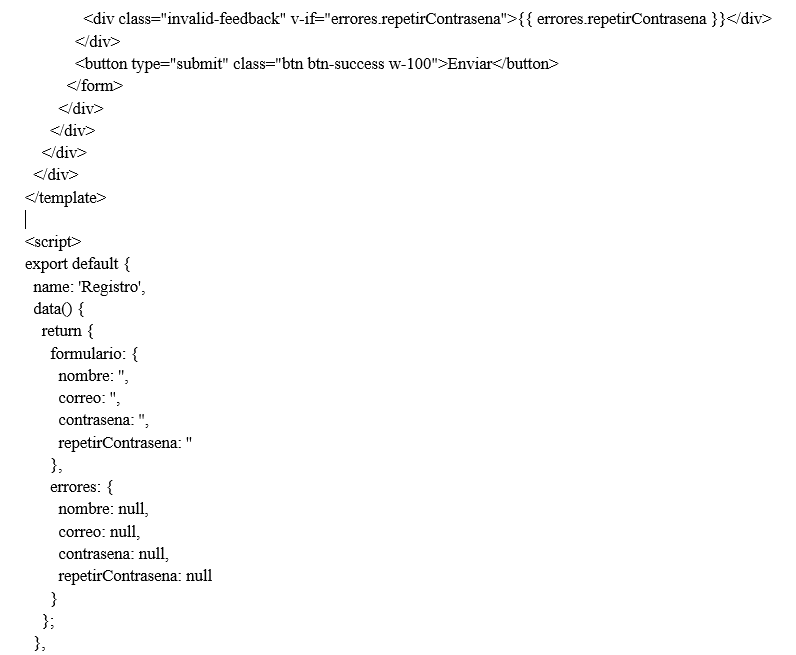 <div class="invalid-feedback" v-if="errores.repetirContrasena">{{ errores.repetirContrasena }}</div>
</div>
<button type="submit" class="btn btn-success w-100">Enviar</button>
</form>
</div>
</div>
</div>
</div>
</template>
<script>
export default {
name: 'Registro',
data() {
return {
formulario: {
nombre: '',
correo: '',
contrasena: '',
repetirContrasena: ''
},
errores: {
nombre: null,
correo: null,
contrasena: null,
repetirContrasena: null
}
};
},